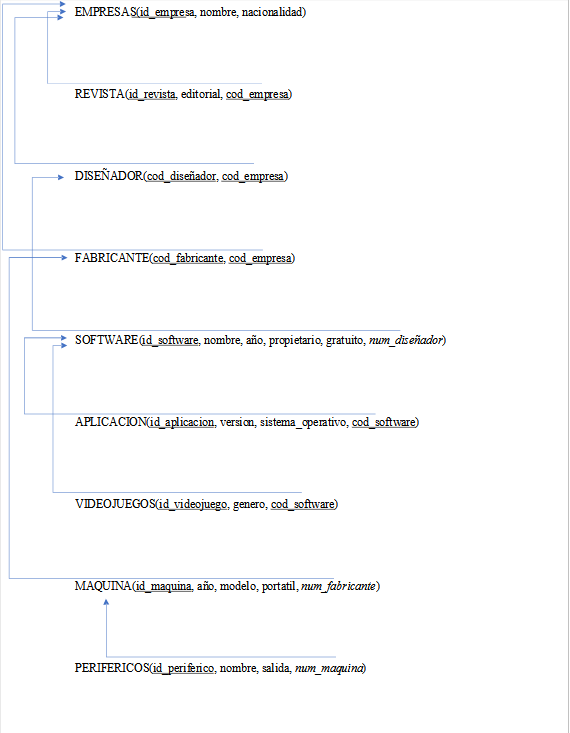 EMPRESAS(id_empresa, nombre, nacionalidad)
REVISTA(id_revista, editorial, cod_empresa)
DISEÑADOR(cod_diseñador, cod_empresa)
FABRICANTE(cod_fabricante, cod_empresa)
SOFTWARE(id_software, nombre, año, propietario, gratuito, num_diseñador)
APLICACION(id_aplicacion, version, sistema_operativo, cod_software)
VIDEOJUEGOS(id_videojuego, genero, cod_software)
MAQUINA(id_maquina, año, modelo, portatil, num_fabricante)
PERIFERICOS(id_periferico, nombre, salida, num_maquina)